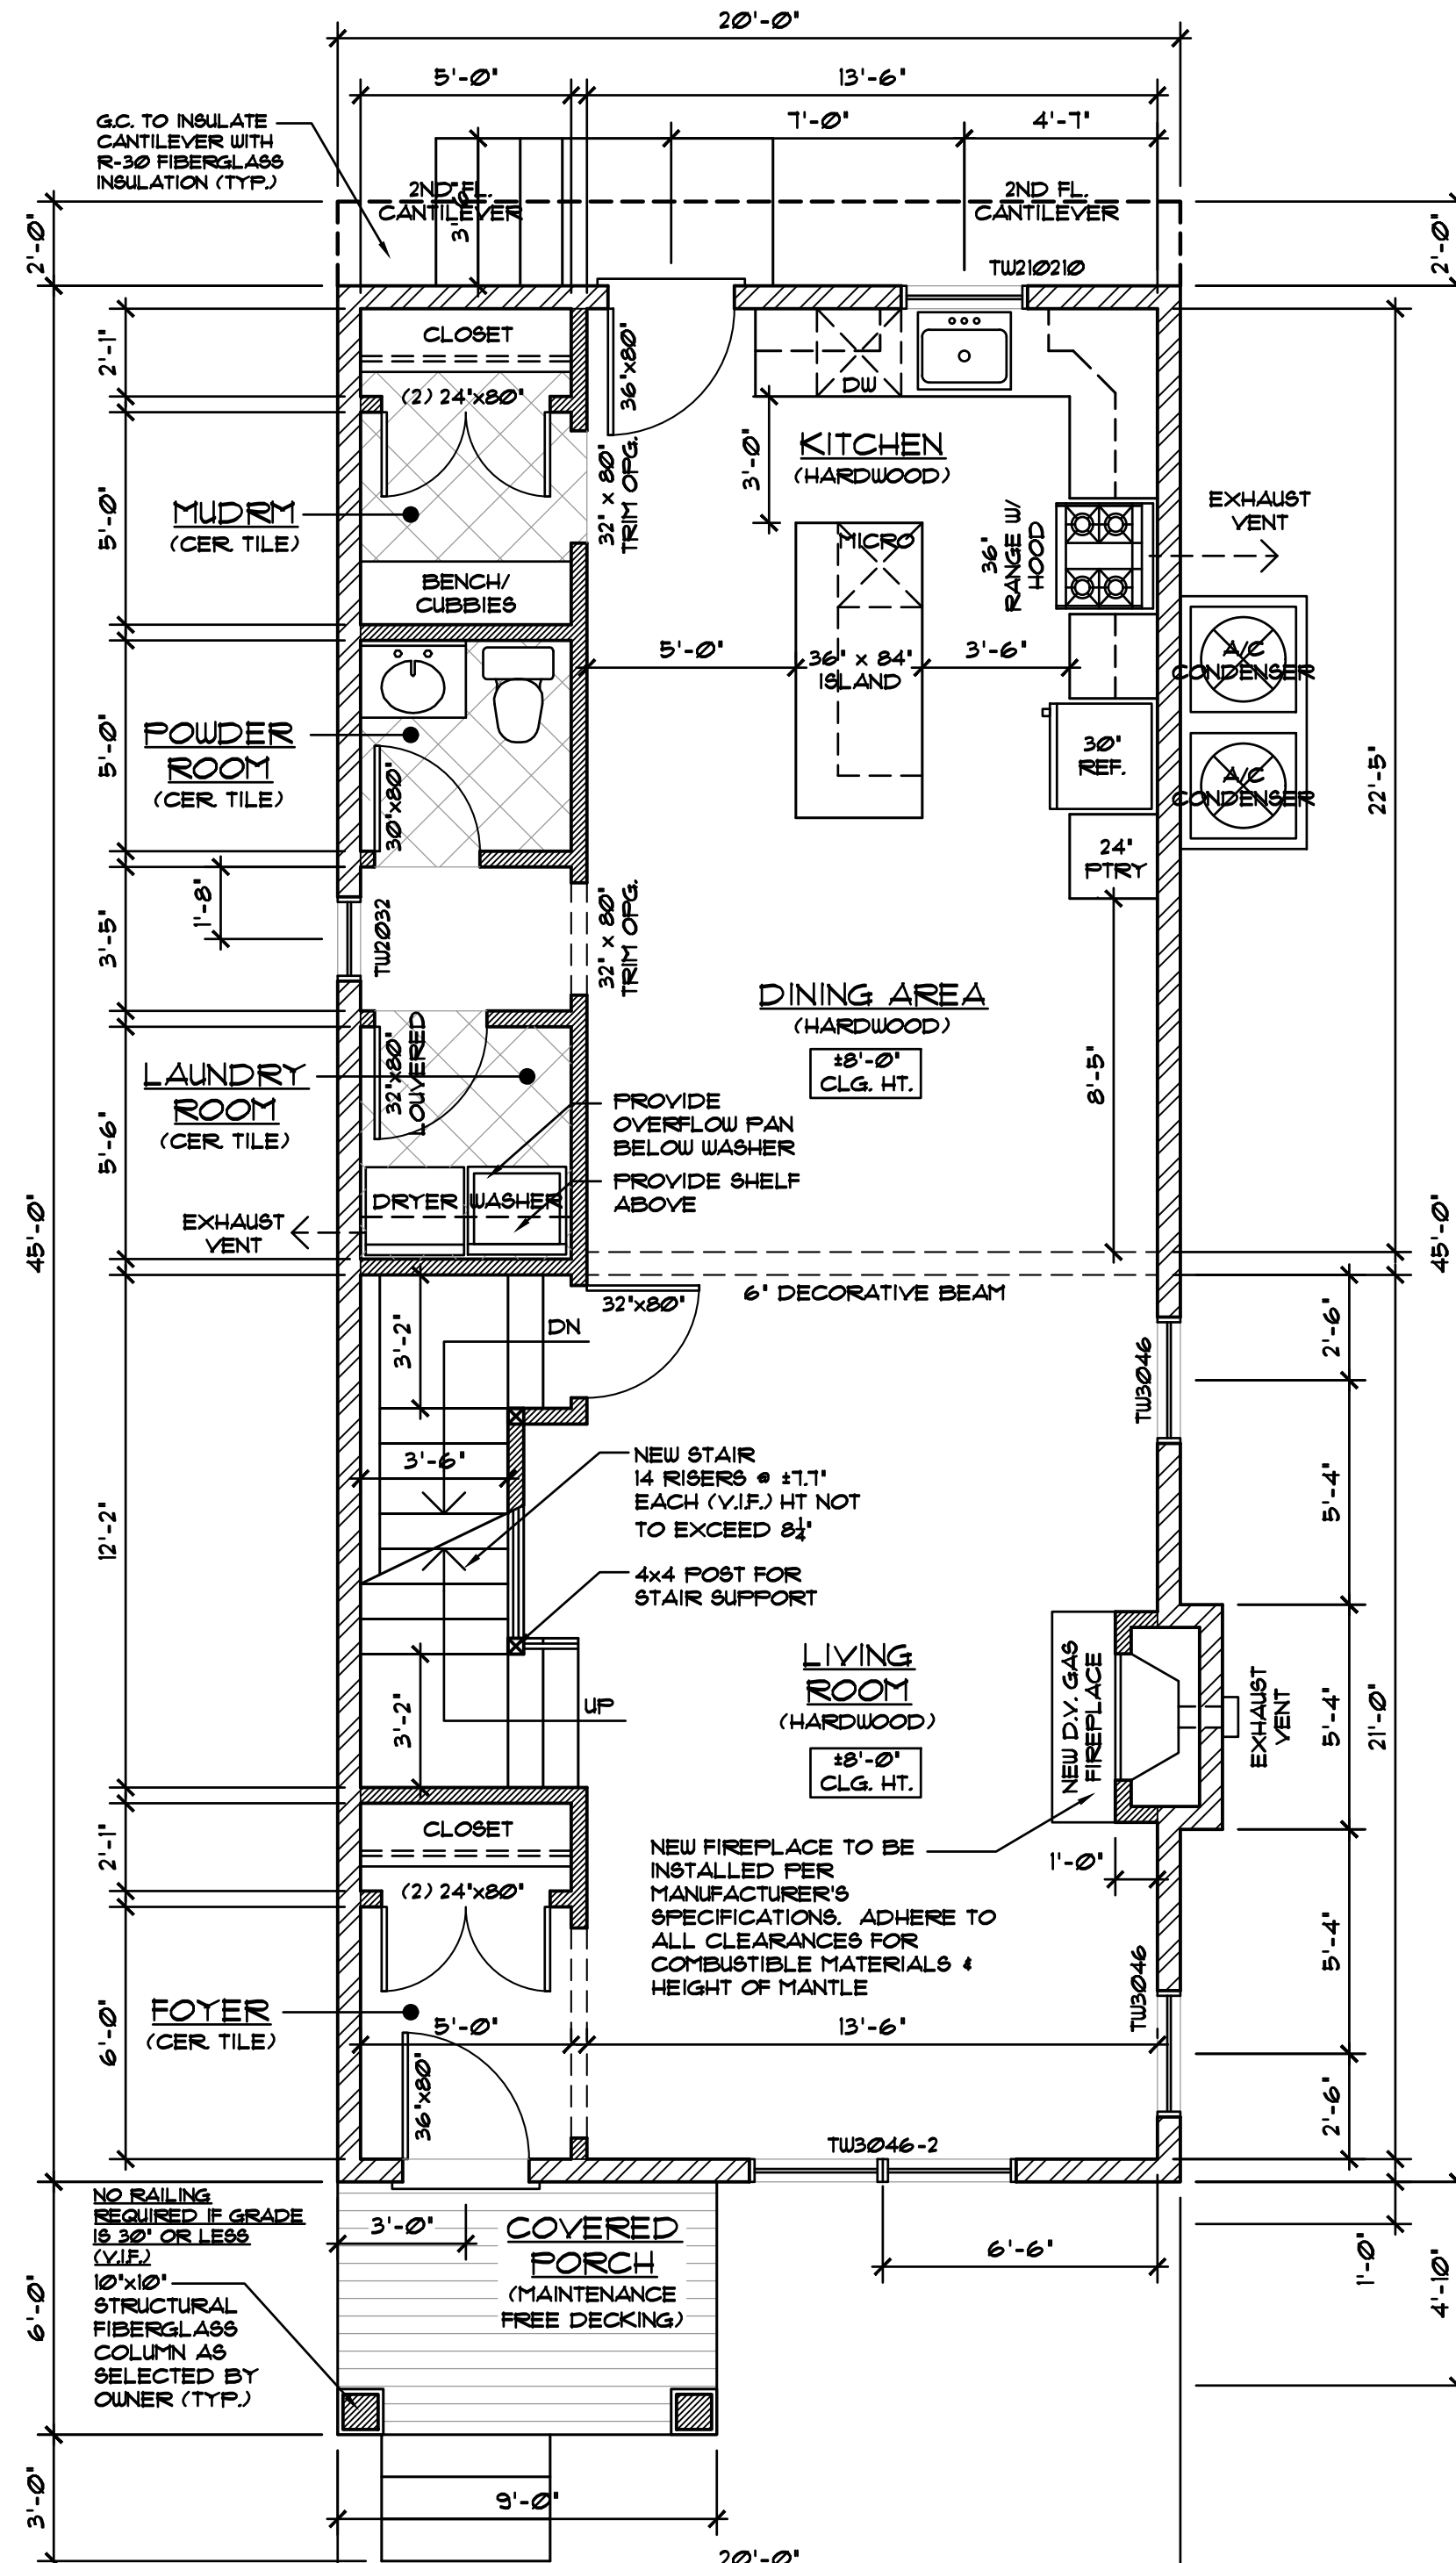 20'-0"
5'-0"
13'-6"
G.C. TO INSULATE
CANTILEVER WITH
R-30 FIBERGLASS
INSULATION (TYP.)
7'-0"
4'-7"
2ND FL.
CANTILEVER
3'-6"
2ND FL.
CANTILEVER
2'-0"
2'-0"
TW210210
CLOSET
2'-1"
(2) 24"x80"
36"x80"
DW
KITCHEN
(HARDWOOD)
3'-0"
32" x 80"
TRIM OPG.
MUDRM
(CER. TILE)
5'-0"
BENCH/
CUBBIES
MICRO
36"
RANGE W/
HOOD
EXHAUST
VENT
5'-0"
36" x 84"
ISLAND
3'-6"
A/C
CONDENSER
POWDER
ROOM
(CER. TILE)
5'-0"
30"x80"
30"
REF.
A/C
CONDENSER
22'-5"
24"
PTRY
1'-8"
3'-5"
TW2032
32" x 80"
TRIM OPG.
DINING AREA
(HARDWOOD)
±8'-0"
CLG. HT.
8'-5"
LAUNDRY
ROOM
(CER. TILE)
5'-6"
32"x80"
LOUVERED
PROVIDE
OVERFLOW PAN
BELOW WASHER
PROVIDE SHELF
ABOVE
DRYER
WASHER
EXHAUST
VENT
45'-0"
45'-0"
6" DECORATIVE BEAM
32"x80"
DN
3'-2"
2'-6"
TW3046
3'-6"
NEW STAIR
14 RISERS @ ±7.7"
EACH (V.I.F.) HT NOT
TO EXCEED 8¼"
5'-4"
12'-2"
4x4 POST FOR
STAIR SUPPORT
LIVING
ROOM
(HARDWOOD)
±8'-0"
CLG. HT.
UP
3'-2"
NEW D.V. GAS
FIREPLACE
EXHAUST
VENT
5'-4"
21'-0"
CLOSET
2'-1"
(2) 24"x80"
NEW FIREPLACE TO BE
INSTALLED PER
MANUFACTURER'S
SPECIFICATIONS. ADHERE TO
ALL CLEARANCES FOR
COMBUSTIBLE MATERIALS &
HEIGHT OF MANTLE
1'-0"
5'-4"
TW3046
FOYER
(CER. TILE)
6'-0"
5'-0"
13'-6"
36"x80"
2'-6"
TW3046-2
NO RAILING
REQUIRED IF GRADE
IS 30" OR LESS
(V.I.F.)
10"x10"
STRUCTURAL
FIBERGLASS
COLUMN AS
SELECTED BY
OWNER (TYP.)
3'-0"
COVERED
PORCH
(MAINTENANCE
FREE DECKING)
6'-6"
1'-0"
4'-10"
6'-0"
3'-0"
9'-0"
20'-0"